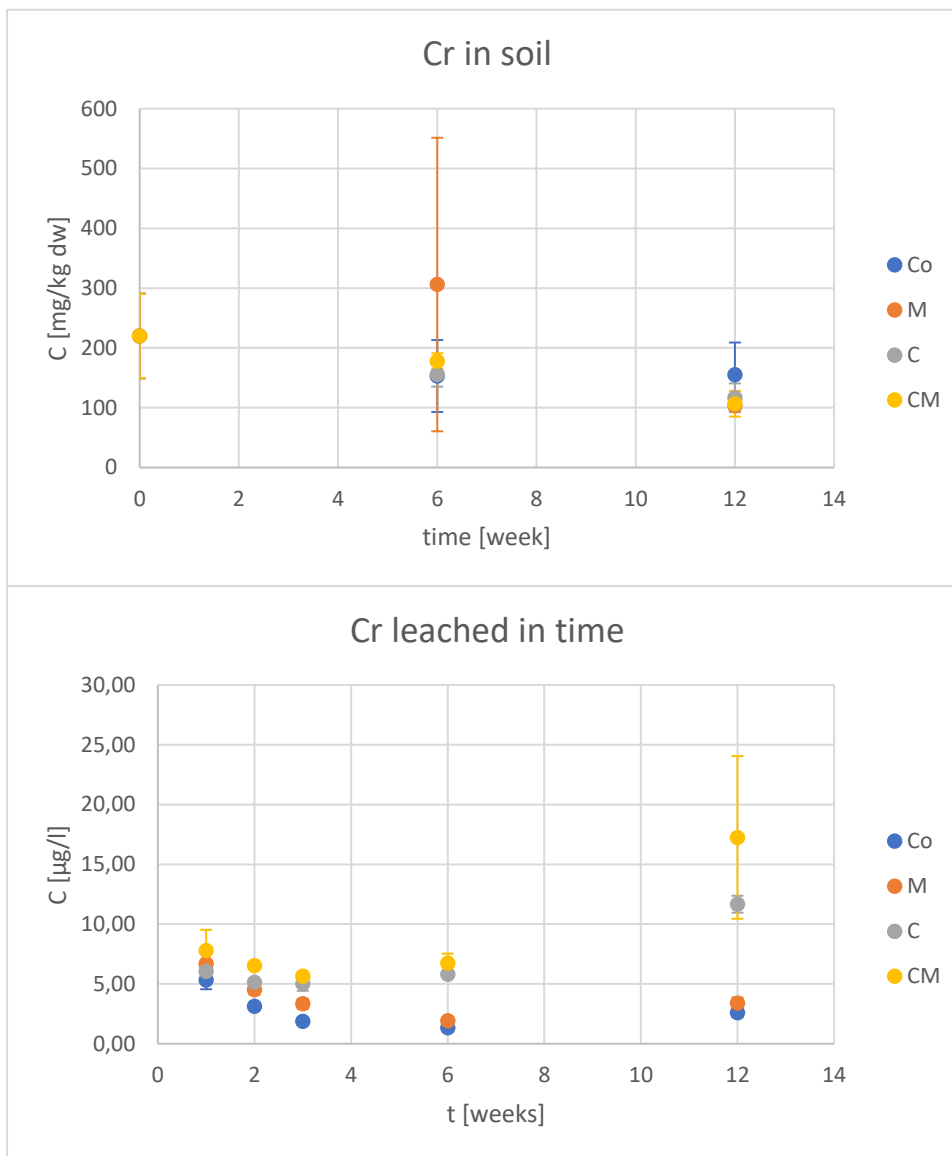 Cr in soil
600
500
400
300
200
100
0
C [mg/kg dw]
0 2 4 6 8 10 12 14
time [week]
Co
M
C
CM
Cr leached in time
30,00
25,00
20,00
15,00
10,00
5,00
0,00
C [µg/l]
0 2 4 6 8 10 12 14
t [weeks]
Co
M
C
CM